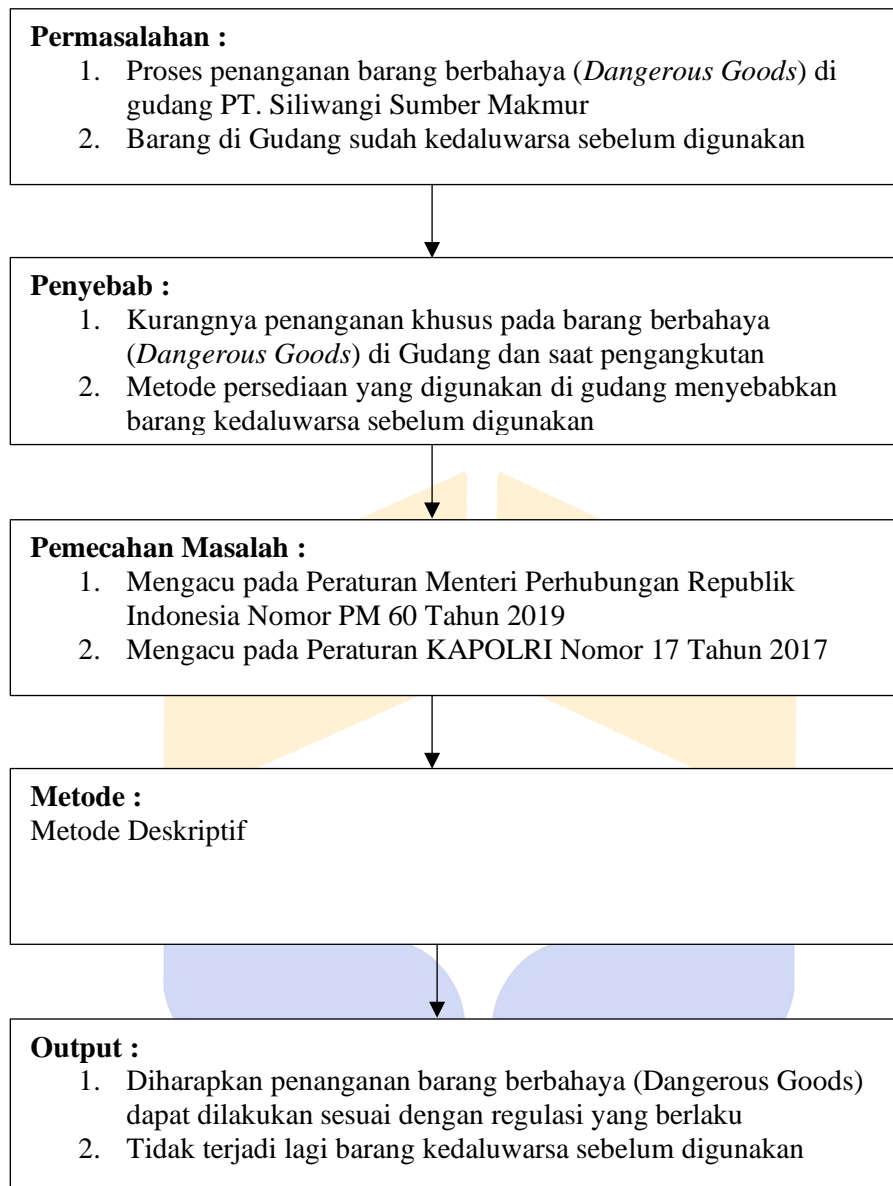 Permasalahan :
1. Proses penanganan barang berbahaya (Dangerous Goods) di
gudang PT. Siliwangi Sumber Makmur
2. Barang di Gudang sudah kedaluwarsa sebelum digunakan
Penyebab :
1. Kurangnya penanganan khusus pada barang berbahaya
(Dangerous Goods) di Gudang dan saat pengangkutan
2. Metode persediaan yang digunakan di gudang menyebabkan
barang kedaluwarsa sebelum digunakan
Pemecahan Masalah :
1. Mengacu pada Peraturan Menteri Perhubungan Republik
Indonesia Nomor PM 60 Tahun 2019
2. Mengacu pada Peraturan KAPOLRI Nomor 17 Tahun 2017
Metode :
Metode Deskriptif
Output :
1. Diharapkan penanganan barang berbahaya (Dangerous Goods)
dapat dilakukan sesuai dengan regulasi yang berlaku
2. Tidak terjadi lagi barang kedaluwarsa sebelum digunakan